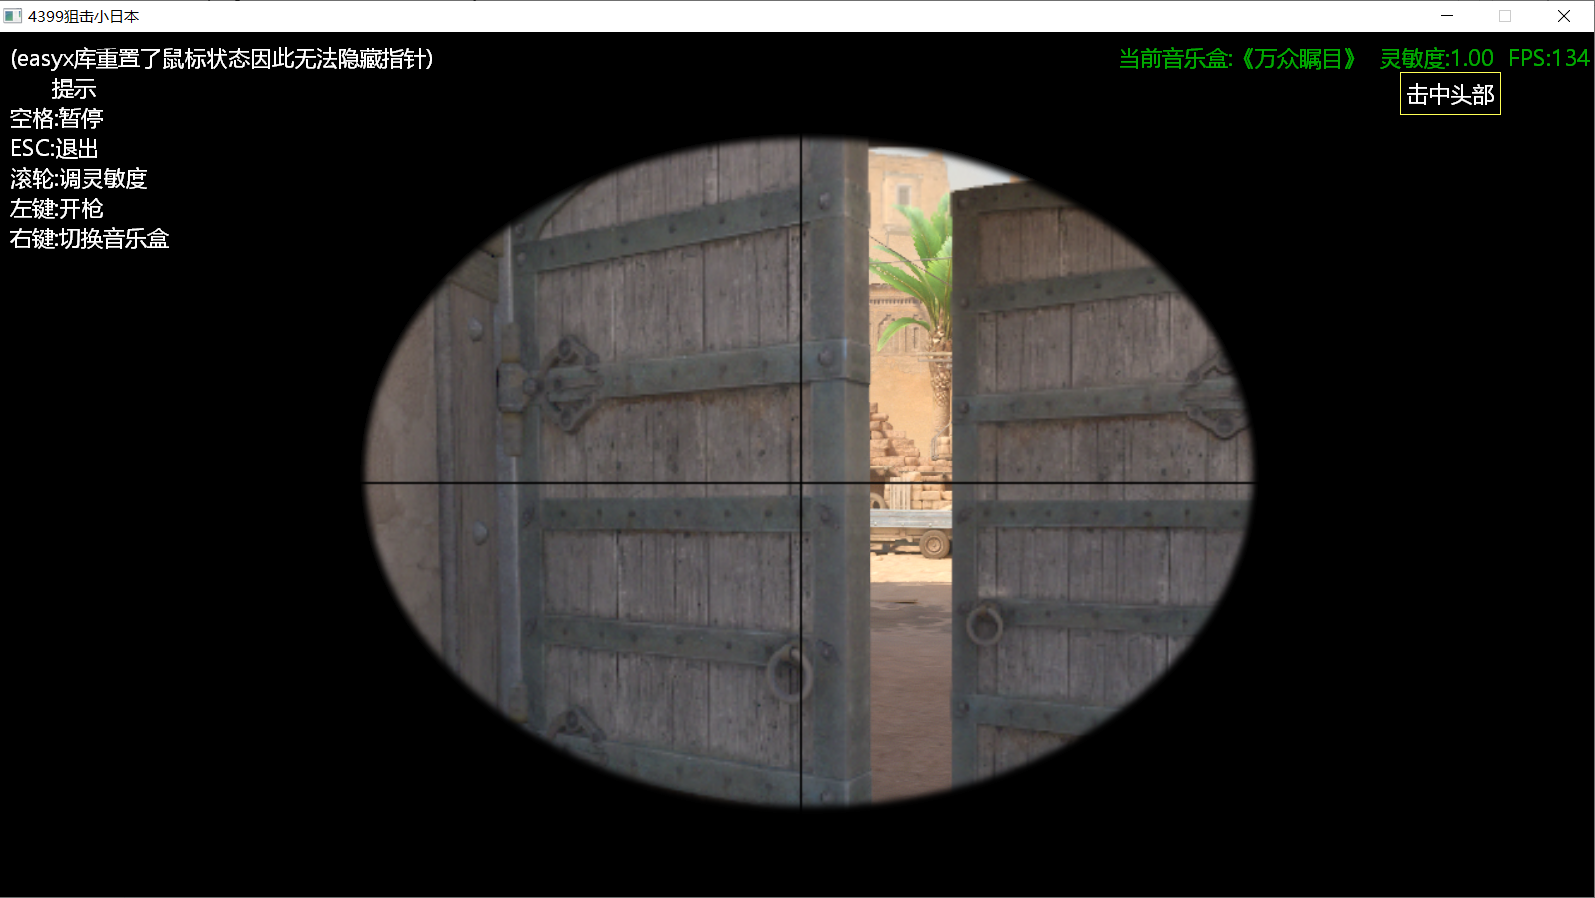 4399狙击小日本
(easyx库重置了鼠标状态因此无法隐藏指针)
当前音乐盒:《万众瞩目》 灵敏度:1.00 FPS:134
提示
击中头部
空格:暂停
ESC:退出
滚轮:调灵敏度
左键:开枪
右键:切换音乐盒